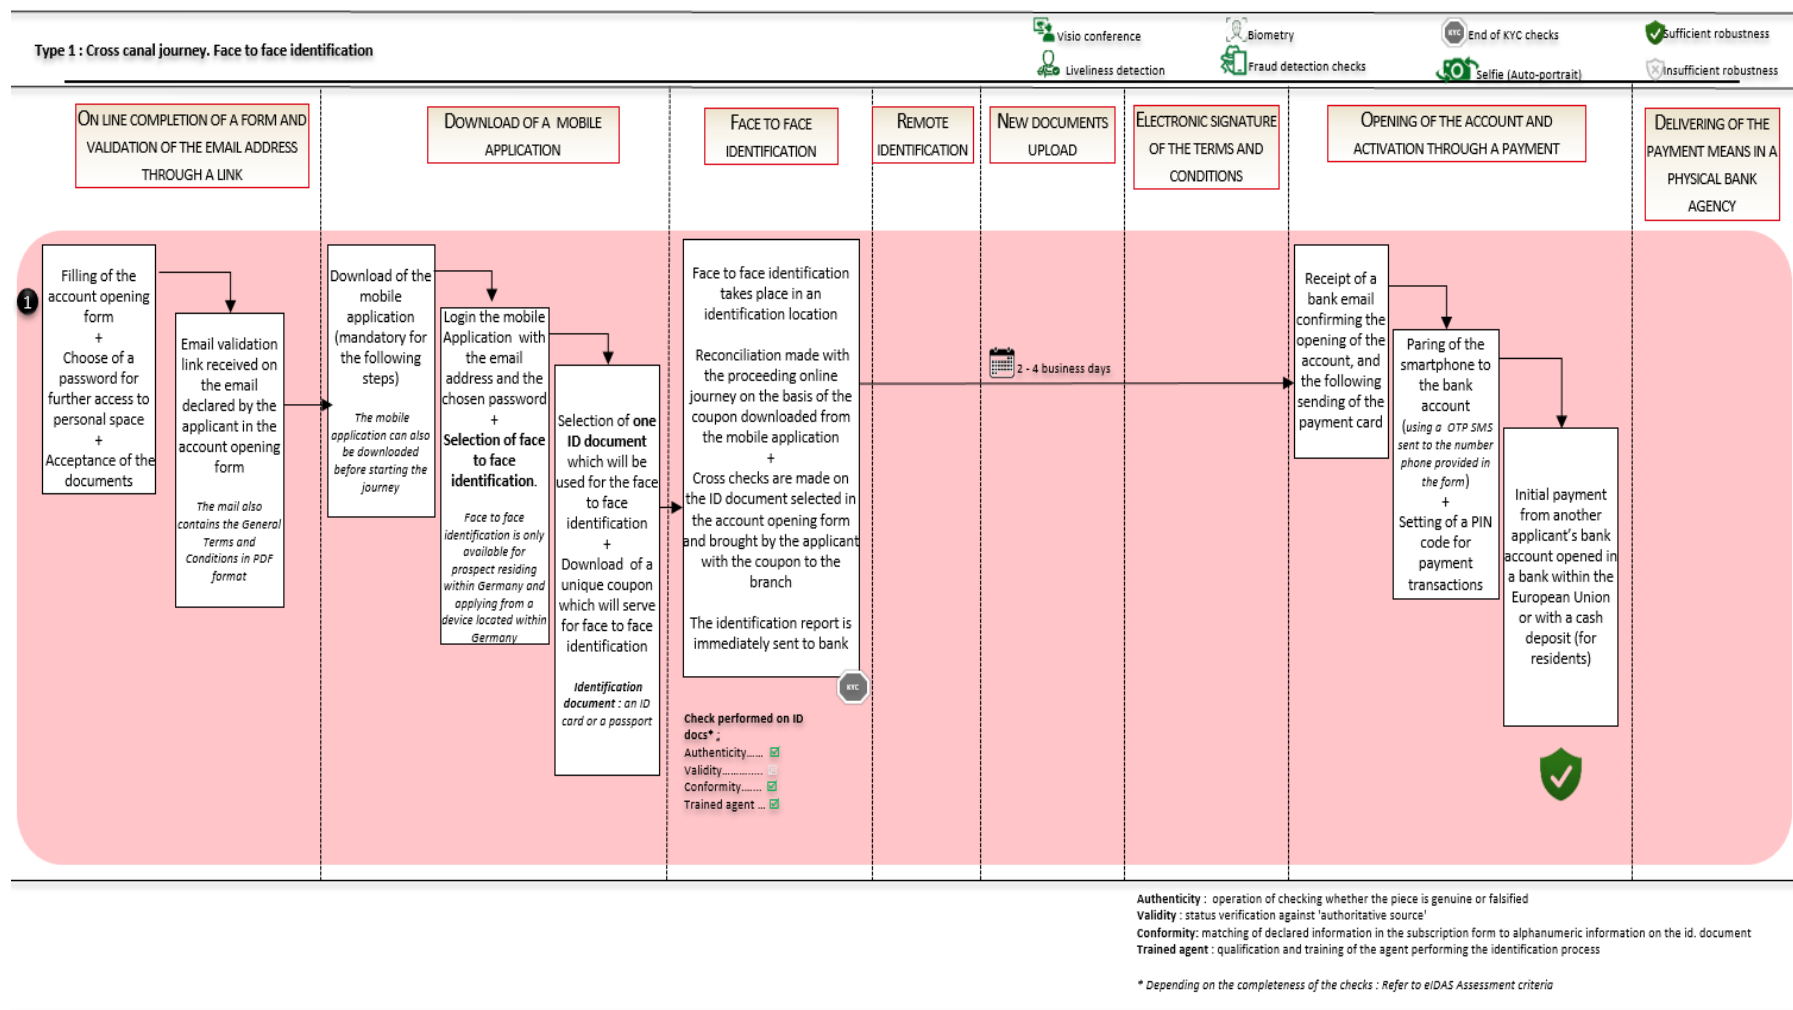 Type 1 : Cross canal journey. Face to face identification
Visio conference
Biometry
KYC
End of KYC checks
Sufficient robustness
Liveliness detection
Fraud detection checks
Selfie (Auto-portrait)
Insufficient robustness
ON LINE COMPLETION OF A FORM AND
VALIDATION OF THE EMAIL ADDRESS
THROUGH A LINK
DOWNLOAD OF A MOBILE
APPLICATION
FACE TO FACE
IDENTIFICATION
REMOTE
IDENTIFICATION
NEW DOCUMENTS
UPLOAD
ELECTRONIC SIGNATURE
OF THE TERMS AND
CONDITIONS
OPENING OF THE ACCOUNT AND
ACTIVATION THROUGH A PAYMENT
DELIVERING OF THE
PAYMENT MEANS IN A
PHYSICAL BANK
AGENCY
1
Filling of the
account opening
form
+
Choose of a
password for
further access to
personal space
+
Acceptance of the
documents
Email validation
link received on
the email
declared by the
applicant in the
account opening
form
The mail also
contains the General
Terms and
Conditions in PDF
format
Download of the
mobile
application
(mandatory for
the following
steps)
The mobile
application can also
be downloaded
before starting the
journey
Login the mobile
Application with
the email
address and the
chosen password
+
Selection of face
to face
identification.
Face to face
identification is only
available for
prospect residing
within Germany and
applying from a
device located within
Germany
Selection of one
ID document
which will be
used for the face
to face
identification
+
Download of a
unique coupon
which will serve
for face to face
identification
Identification
document : an ID
card or a passport
Face to face identification
takes place in an
identification location
Reconciliation made with
the proceeding online
journey on the basis of the
coupon downloaded from
the mobile application
+
Cross checks are made on
the ID document selected in
the account opening form
and brought by the applicant
with the coupon to the
branch
The identification report is
immediately sent to bank
KYC
Check performed on ID
docs* :
Authenticity......
Validity..............
Conformity.......
Trained agent ...
2 - 4 business days
Receipt of a
bank email
confirming the
opening of the
account, and
the following
sending of the
payment card
Paring of the
smartphone to
the bank
account
(using a OTP SMS
sent to the number
phone provided in
the form)
+
Setting of a PIN
code for
payment
transactions
Initial payment
from another
applicant's bank
account opened in
a bank within the
European Union
or with a cash
deposit (for
residents)
Authenticity : operation of checking whether the piece is genuine or falsified
Validity : status verification against 'authoritative source'
Conformity: matching of declared information in the subscription form to alphanumeric information on the id. document
Trained agent : qualification and training of the agent performing the identification process
* Depending on the completeness of the checks : Refer to eIDAS Assessment criteria